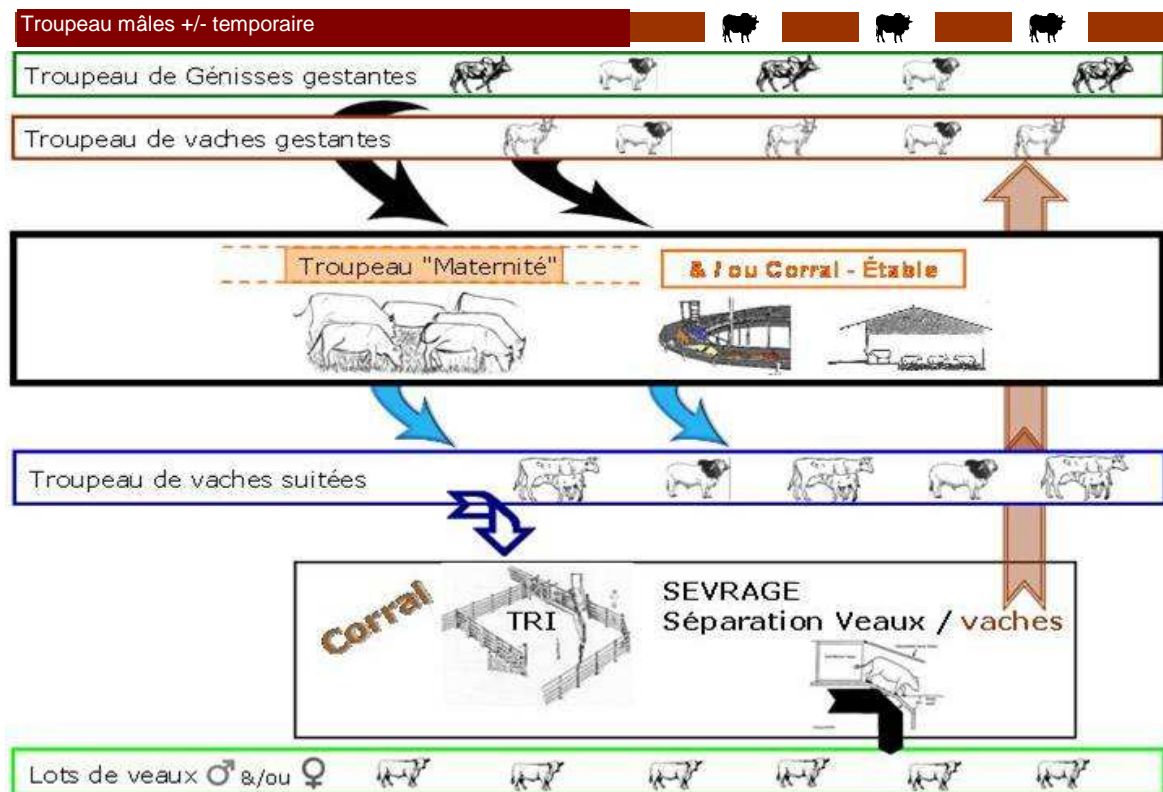 Troupeau mâles +/- temporaire
Troupeau de Génisses gestantes
Troupeau de vaches gestantes
Troupeau "Maternité"
& / ou Corral - Étable
Troupeau de vaches suitées
Corral
TRI
SEVRAGE
Séparation Veaux / vaches
Lots de veaux ♂ &/ou ♀